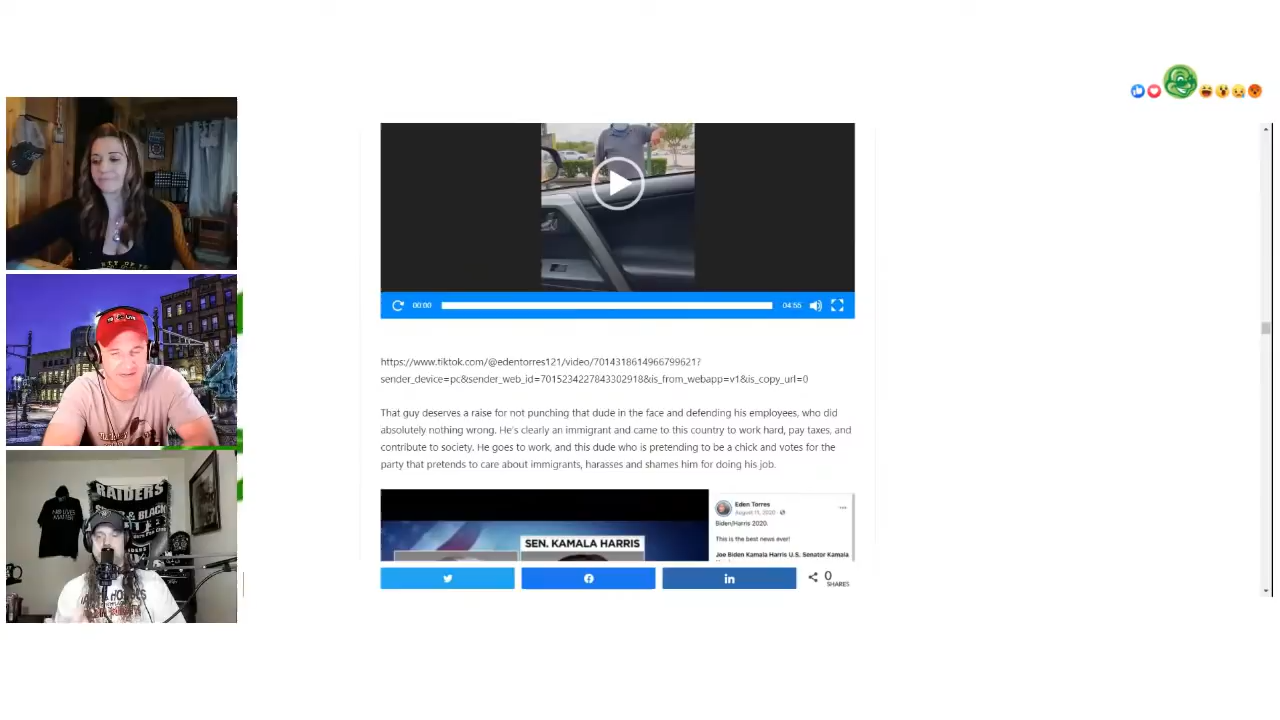 00:00
04:55
https://www.tiktok.com/@edentorres121/video/7014318614966799621?
sender_device=pc&sender_web_id=7015234227843302918&is_from_webapp=v1&is_copy_url=0
That guy deserves a raise for not punching that dude in the face and defending his employees, who did
absolutely nothing wrong. He's clearly an immigrant and came to this country to work hard, pay taxes, and
contribute to society. He goes to work, and this dude who is pretending to be a chick and votes for the
party that pretends to care about immigrants, harasses and shames him for doing his job.
SEN. KAMALA HARRIS
Eden Torres
August 11, 2020
Biden/Harris 2020.
This is the best news ever!
Joe Biden Kamala Harris U.S. Senator Kamala
0
SHARES
RAIDERS
& BLACK